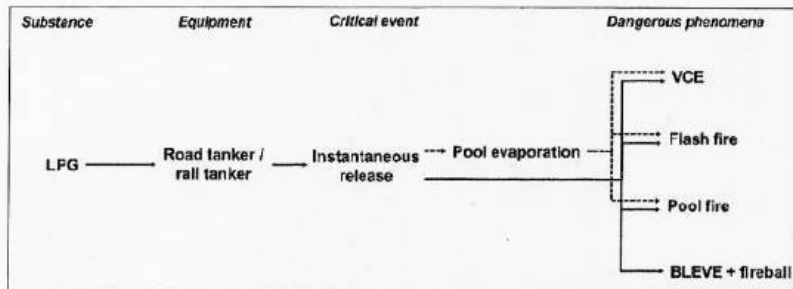 Substence Equipment Critical event Dangerous phenomena
VCE
Flash fire
LPG
Road tanker /
rail tanker
Instantaneous
release
Pool evaporation
Pool fire
BLEVE + fireball